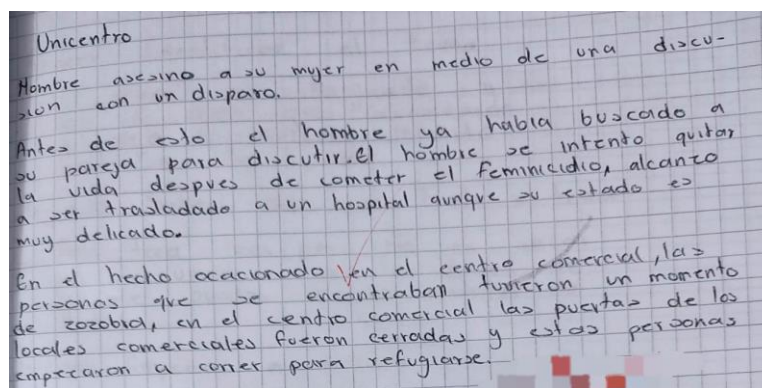 Unicentro
Hombre asesino a su mujer en medio de una discu-
sion con un disparo.
Antes de esto el hombre ya habia buscado a
su pareja para discutir. el hombre se intento quitar
la vida despues de cometer el feminicidio, alcanzo
a ser trasladado a un hospital aunque su estado es
muy delicado.
En el hecho ocacionado en el centro comercial, las
personas que se encontraban tuvieron un momento
de zozobra, en el centro comercial las puertas de los
locales comerciales fueron cerradas y estas personas
empezaron a correr para refugiarse.